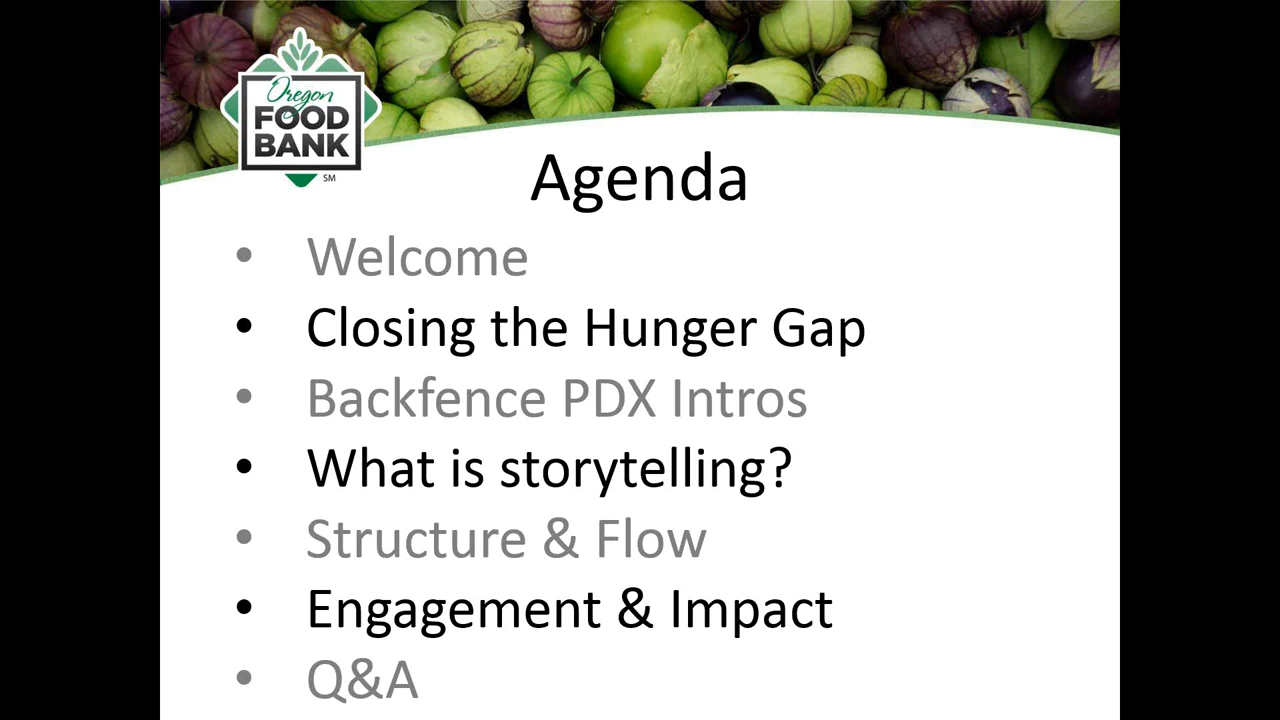 Oregon
FOOD
BANK
SM
Agenda
• Welcome
• Closing the Hunger Gap
• Backfence PDX Intros
• What is storytelling?
• Structure & Flow
• Engagement & Impact
• Q&A